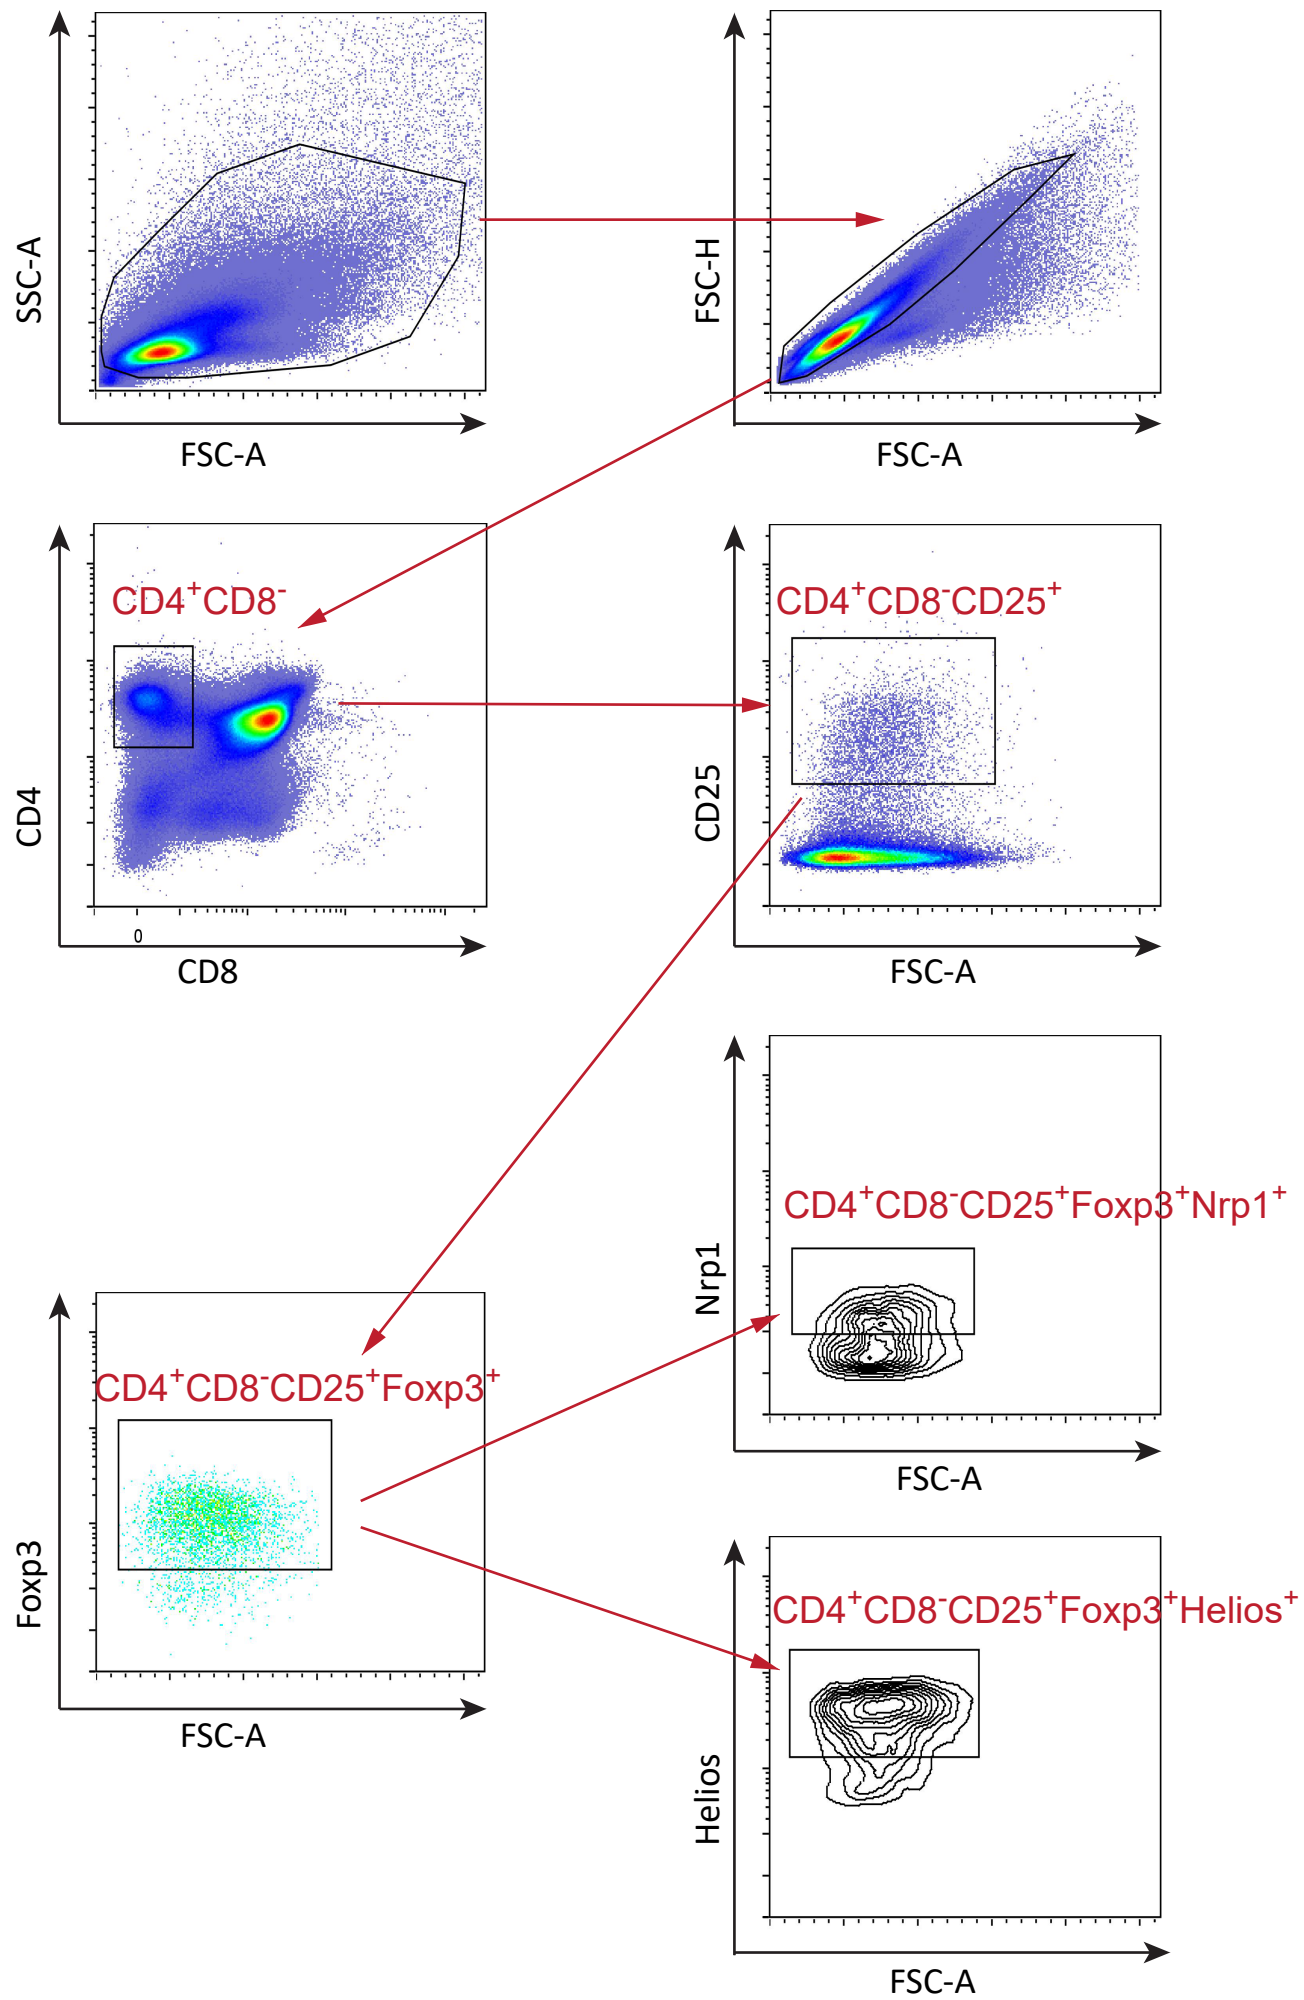 SSC-A
FSC-A
FSC-H
FSC-A
CD4⁺CD8⁻
CD4
0
CD8
CD4⁺CD8⁻CD25⁺
CD25
FSC-A
CD4⁺CD8⁻CD25⁺Foxp3⁺Nrp1⁺
Nrp1
FSC-A
CD4⁺CD8⁻CD25⁺Foxp3⁺
Foxp3
FSC-A
CD4⁺CD8⁻CD25⁺Foxp3⁺Helios⁺
Helios
FSC-A